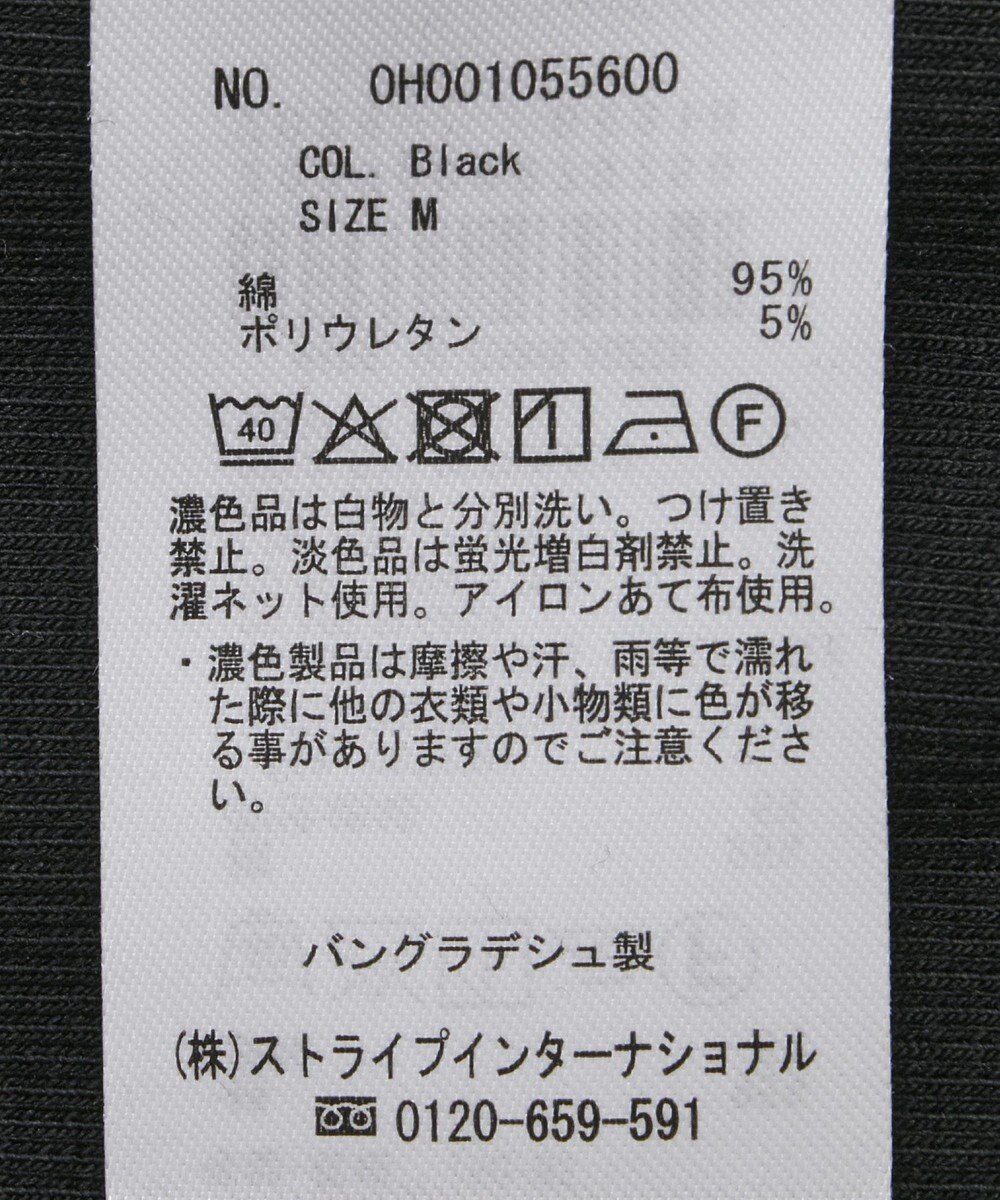 NO. 0H001055600
COL. Black
SIZE M
綿 95%
ポリウレタン 5%
40 F
濃色品は白物と分別洗い。つけ置き
禁止。淡色品は蛍光増白剤禁止。洗
濯ネット使用。アイロンあて布使用。
・濃色製品は摩擦や汗、雨等で濡れ
た際に他の衣類や小物類に色が移
る事がありますのでご注意くださ
い。
バングラデシュ製
(株)ストライプインターナショナル
0120-659-591